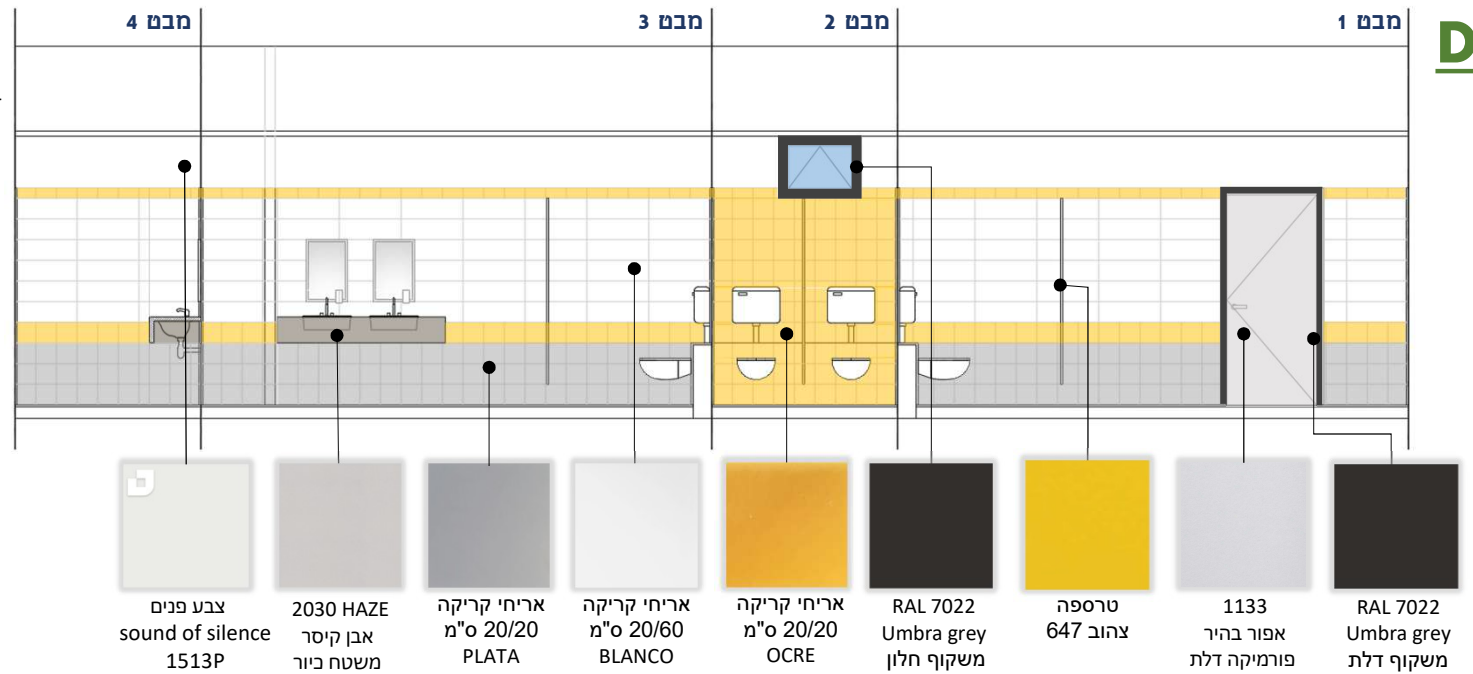 מבט 1
מבט 2
מבט 3
מבט 4
D
RAL 7022
Umbra grey
משקוף דלת
1133
אפור בהיר
פורמיקה דלת
טרספה
צהוב 647
RAL 7022
Umbra grey
משקוף חלון
אריחי קריקה
20/20 ס"מ
OCRE
אריחי קריקה
20/60 ס"מ
BLANCO
אריחי קריקה
20/20 ס"מ
PLATA
2030 HAZE
אבן קיסר
משטח כיור
צבע פנים
sound of silence
1513P